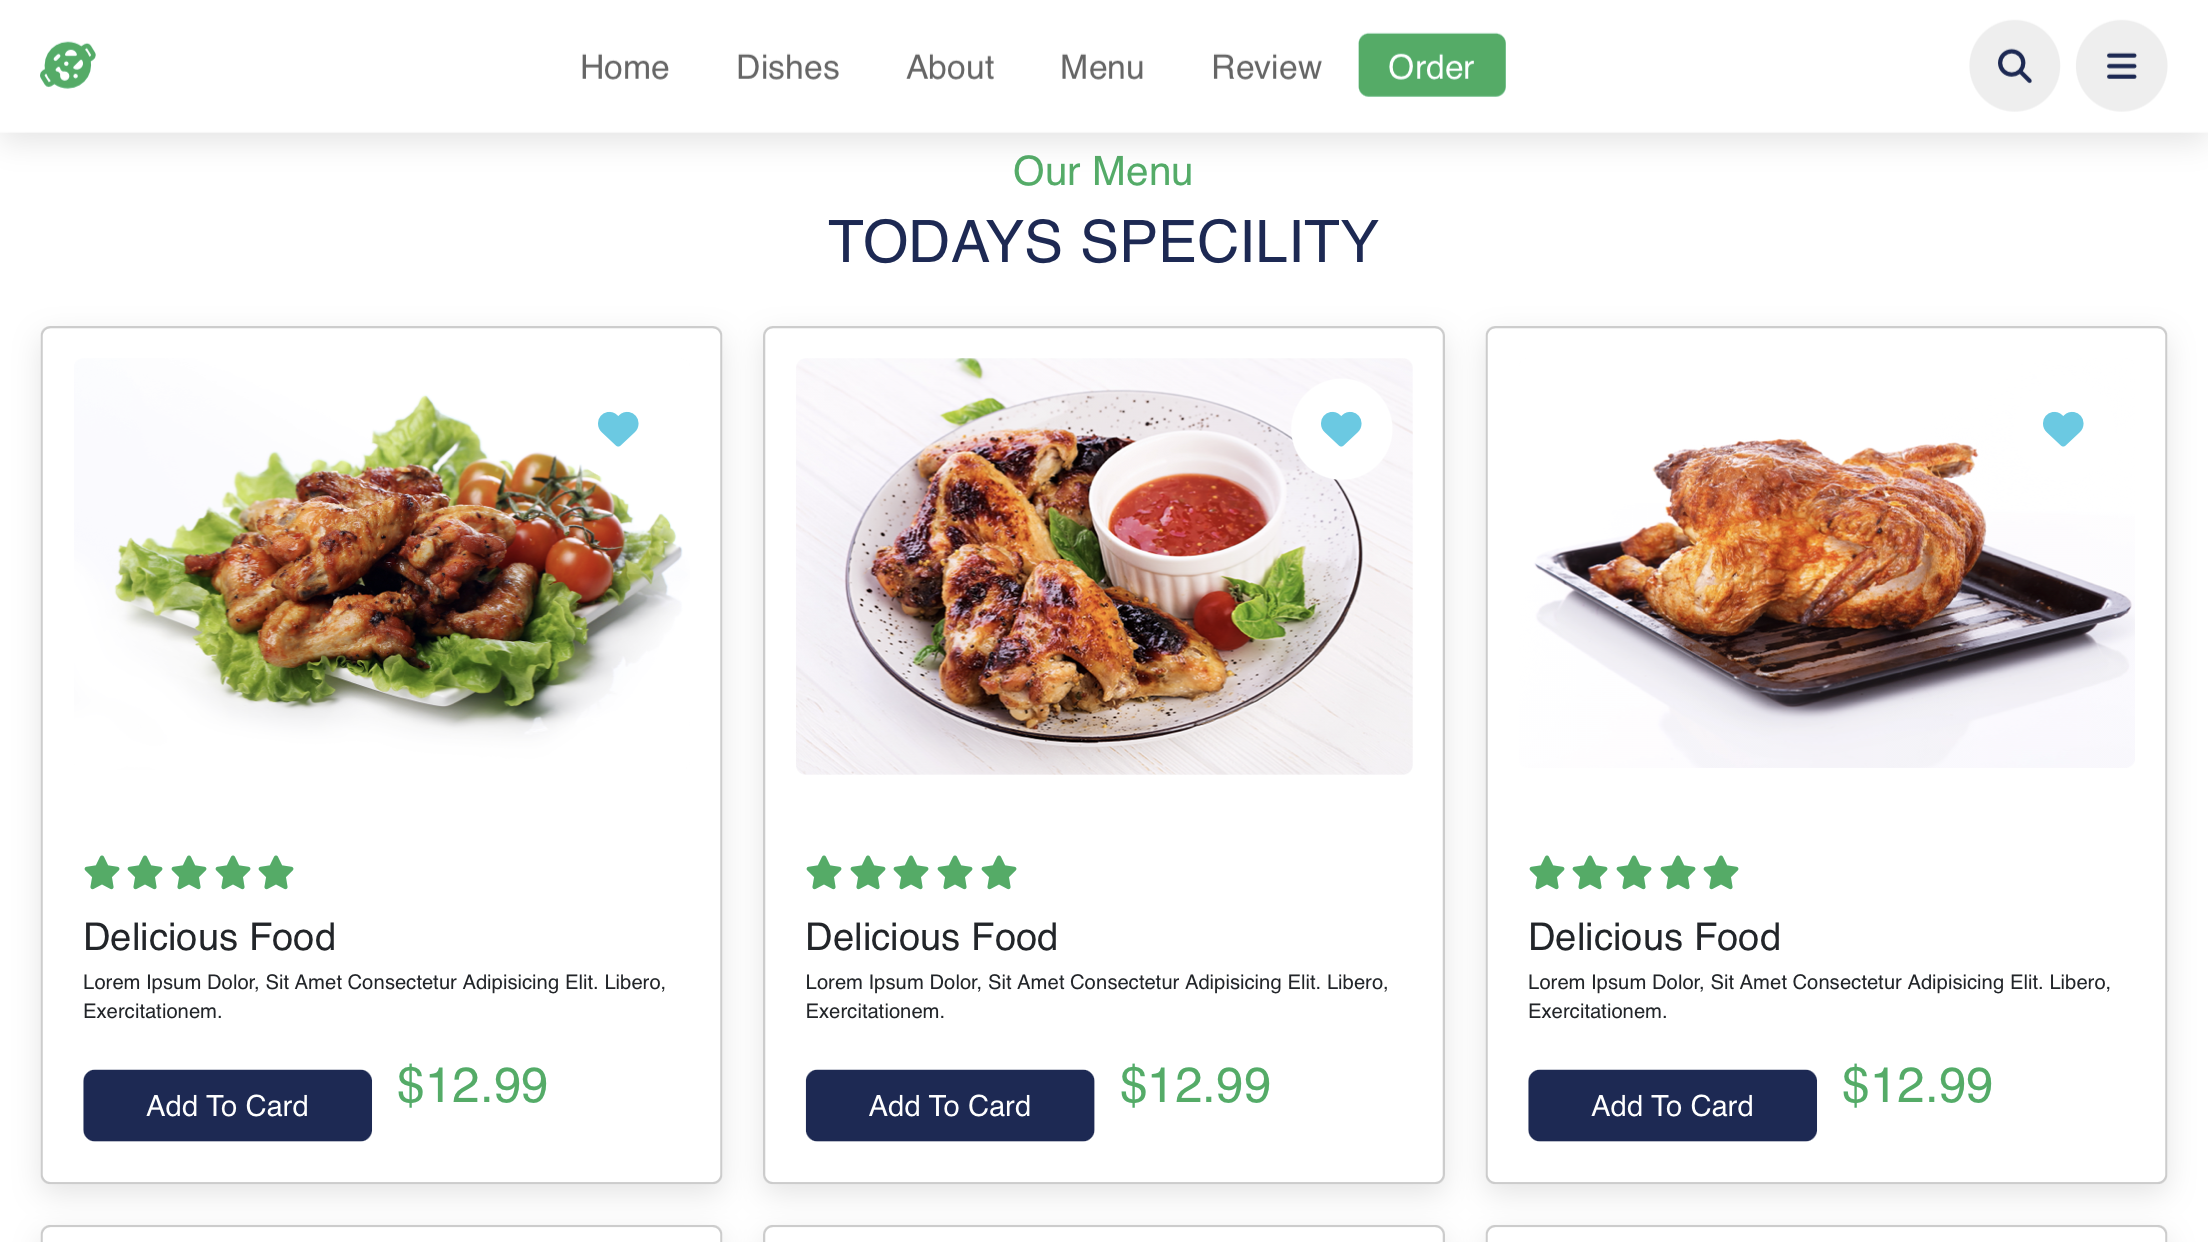 Home Dishes About Menu Review Order
Our Menu
TODAYS SPECILITY
Delicious Food
Lorem Ipsum Dolor, Sit Amet Consectetur Adipisicing Elit. Libero,
Exercitationem.
Add To Card $12.99
Delicious Food
Lorem Ipsum Dolor, Sit Amet Consectetur Adipisicing Elit. Libero,
Exercitationem.
Add To Card $12.99
Delicious Food
Lorem Ipsum Dolor, Sit Amet Consectetur Adipisicing Elit. Libero,
Exercitationem.
Add To Card $12.99